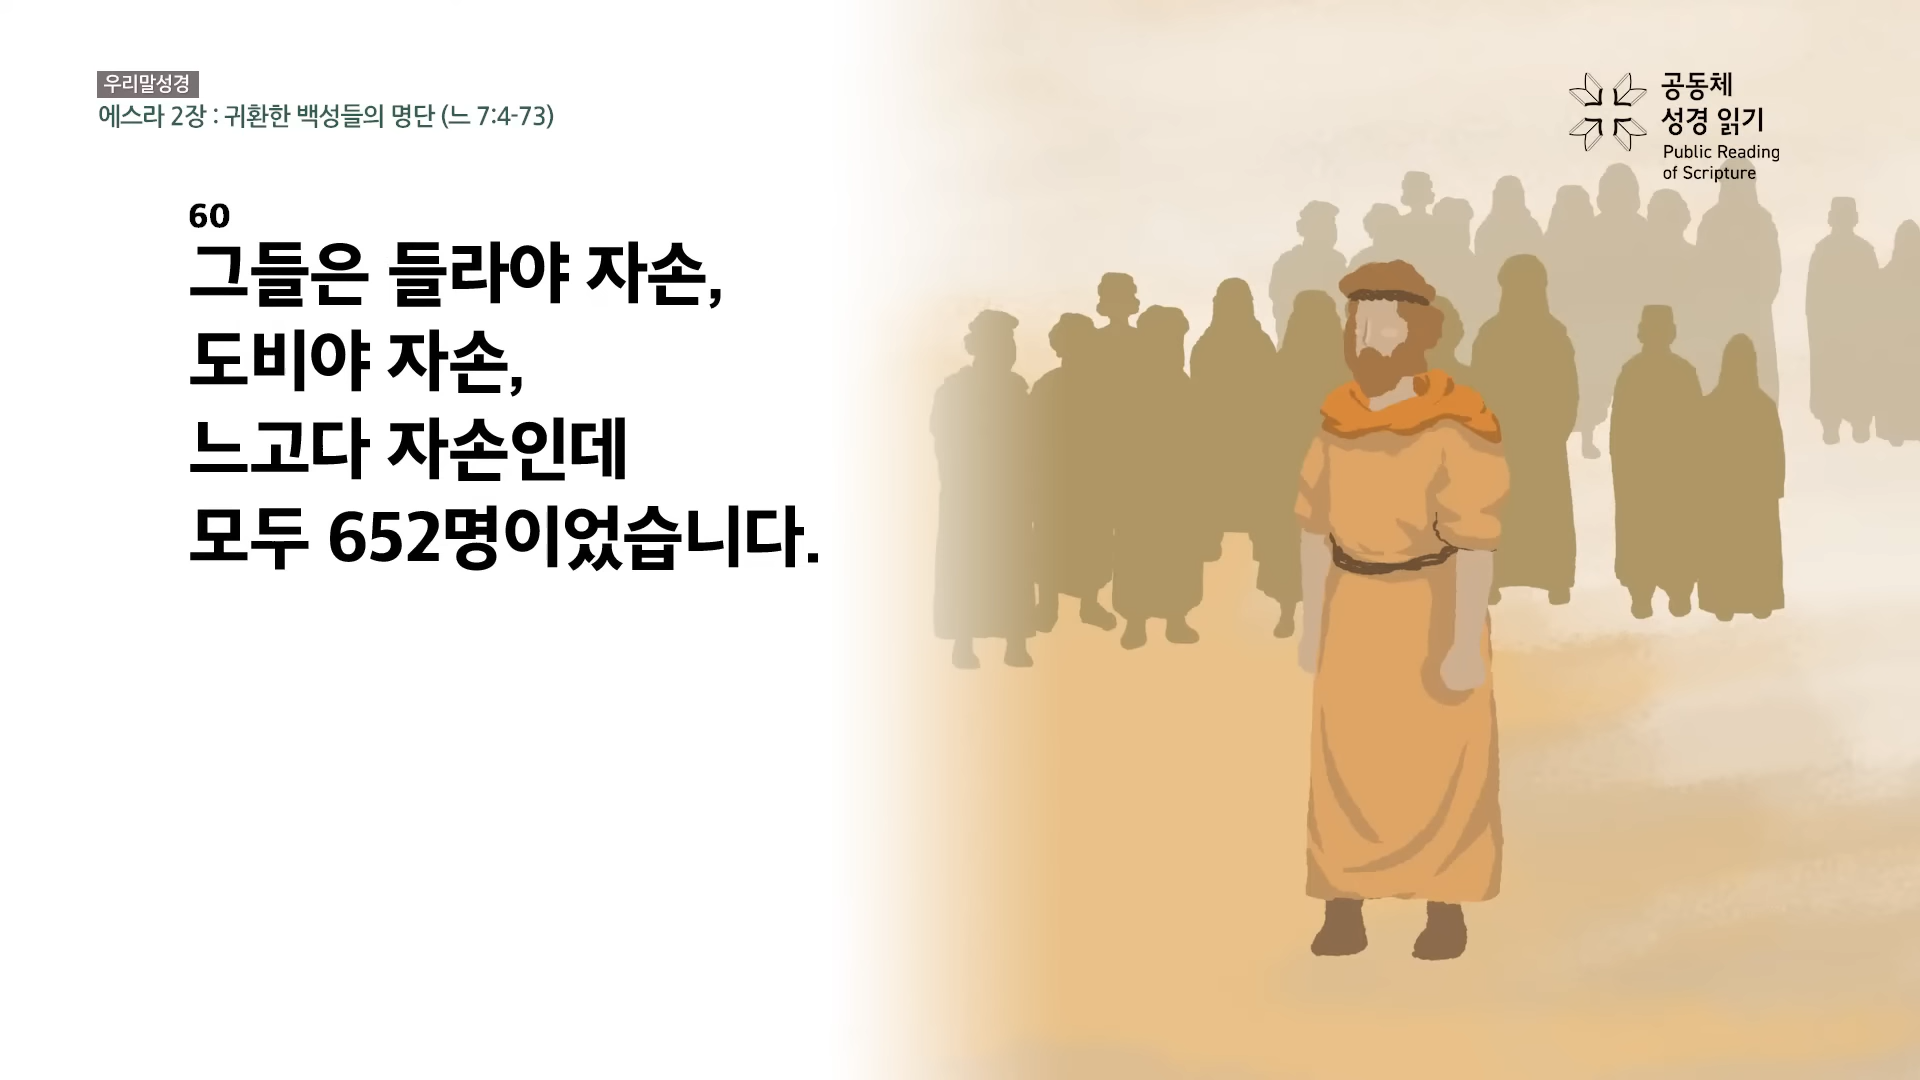 우리말성경
에스라 2장 : 귀환한 백성들의 명단 (느 7:4-73)
공동체
성경 읽기
Public Reading
of Scripture
60
그들은 들라야 자손,
도비야 자손,
느고다 자손인데
모두 652명이었습니다.